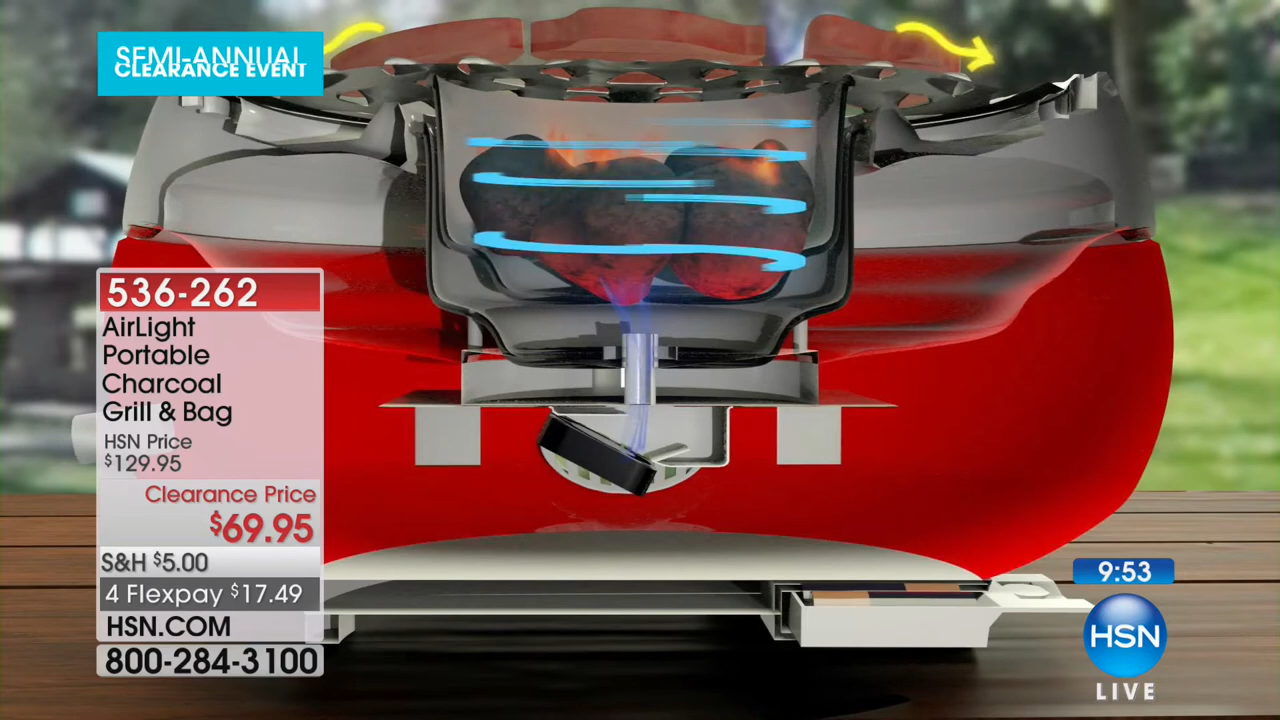 SEMI-ANNUAL
CLEARANCE EVENT
536-262
AirLight
Portable
Charcoal
Grill & Bag
HSN Price
$129.95
Clearance Price
$69.95
S&H $5.00
4 Flexpay $17.49
HSN.COM
800-284-3100
9:53
HSN
LIVE